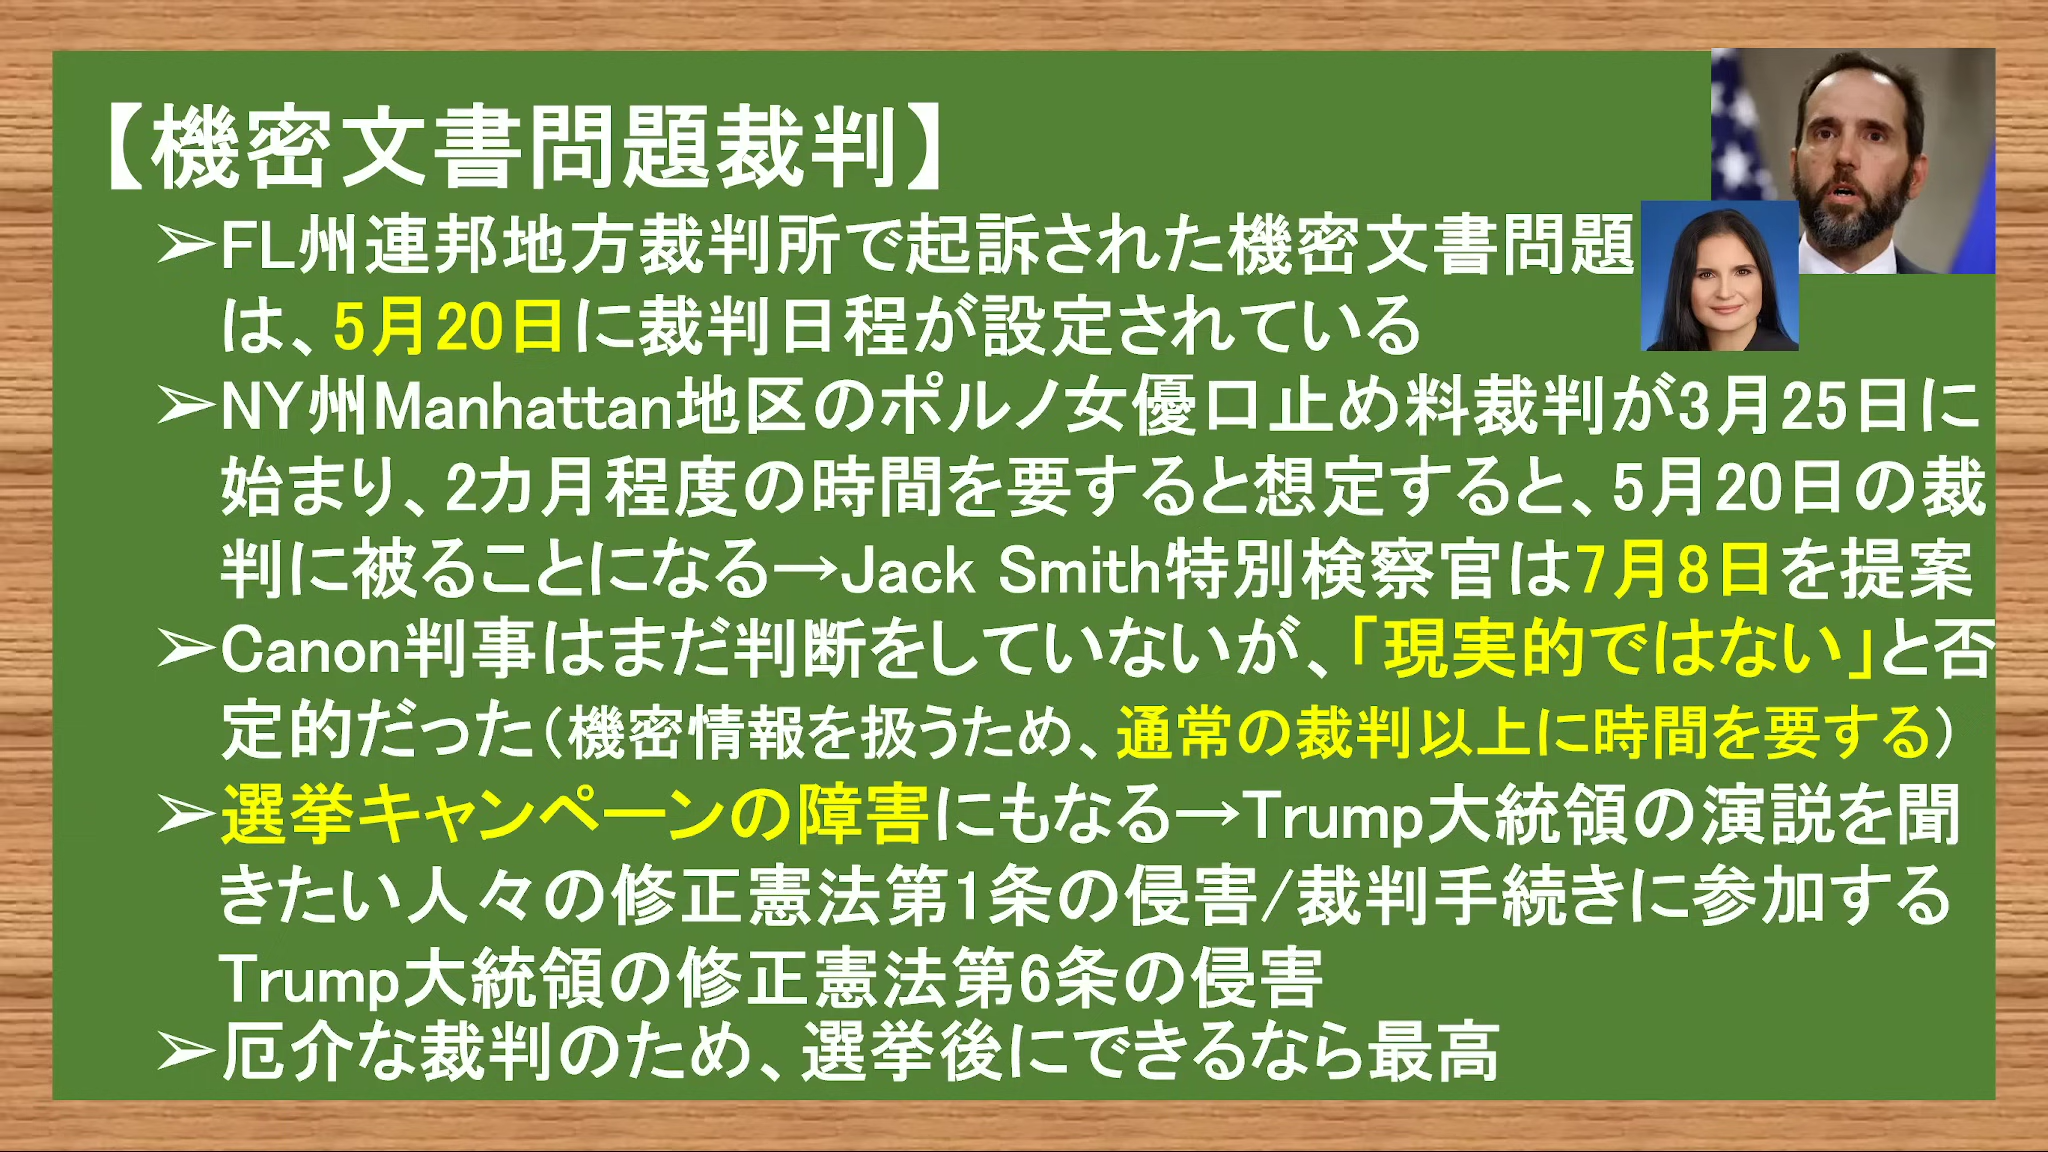 【機密文書問題裁判】
➢FL州連邦地方裁判所で起訴された機密文書問題
は、5月20日に裁判日程が設定されている
➢NY州Manhattan地区のポルノ女優口止め料裁判が3月25日に
始まり、2カ月程度の時間を要すると想定すると、5月20日の裁
判に被ることになる→Jack Smith特別検察官は7月8日を提案
➢Canon判事はまだ判断をしていないが、「現実的ではない」と否
定的だった（機密情報を扱うため、通常の裁判以上に時間を要する）
➢選挙キャンペーンの障害にもなる→Trump大統領の演説を聞
きたい人々の修正憲法第1条の侵害/裁判手続きに参加する
Trump大統領の修正憲法第6条の侵害
➢厄介な裁判のため、選挙後にできるなら最高